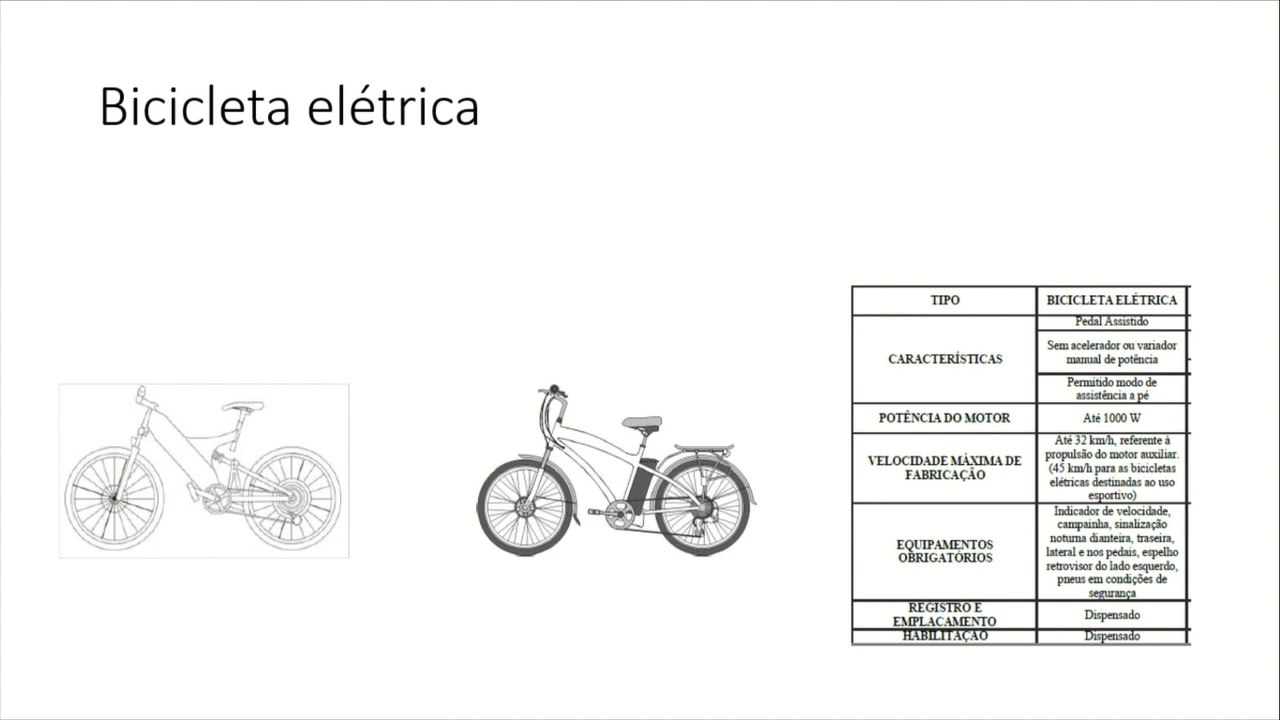 Bicicleta elétrica
TIPO
BICICLETA ELÉTRICA
CARACTERÍSTICAS
Pedal Assistido
Sem acelerador ou variador
manual de potência
Permitido modo de
assistência a pé
POTÊNCIA DO MOTOR
Até 1000 W
VELOCIDADE MÁXIMA DE
FABRICAÇÃO
Até 32 km/h, referente à
propulsão do motor auxiliar.
(45 km/h para as bicicletas
elétricas destinadas ao uso
esportivo)
EQUIPAMENTOS
OBRIGATÓRIOS
Indicador de velocidade,
campainha, sinalização
noturna dianteira, traseira,
lateral e nos pedais, espelho
retrovisor do lado esquerdo,
pneus em condições de
segurança
REGISTRO E
EMPLACAMENTO
Dispensado
HABILITAÇÃO
Dispensado